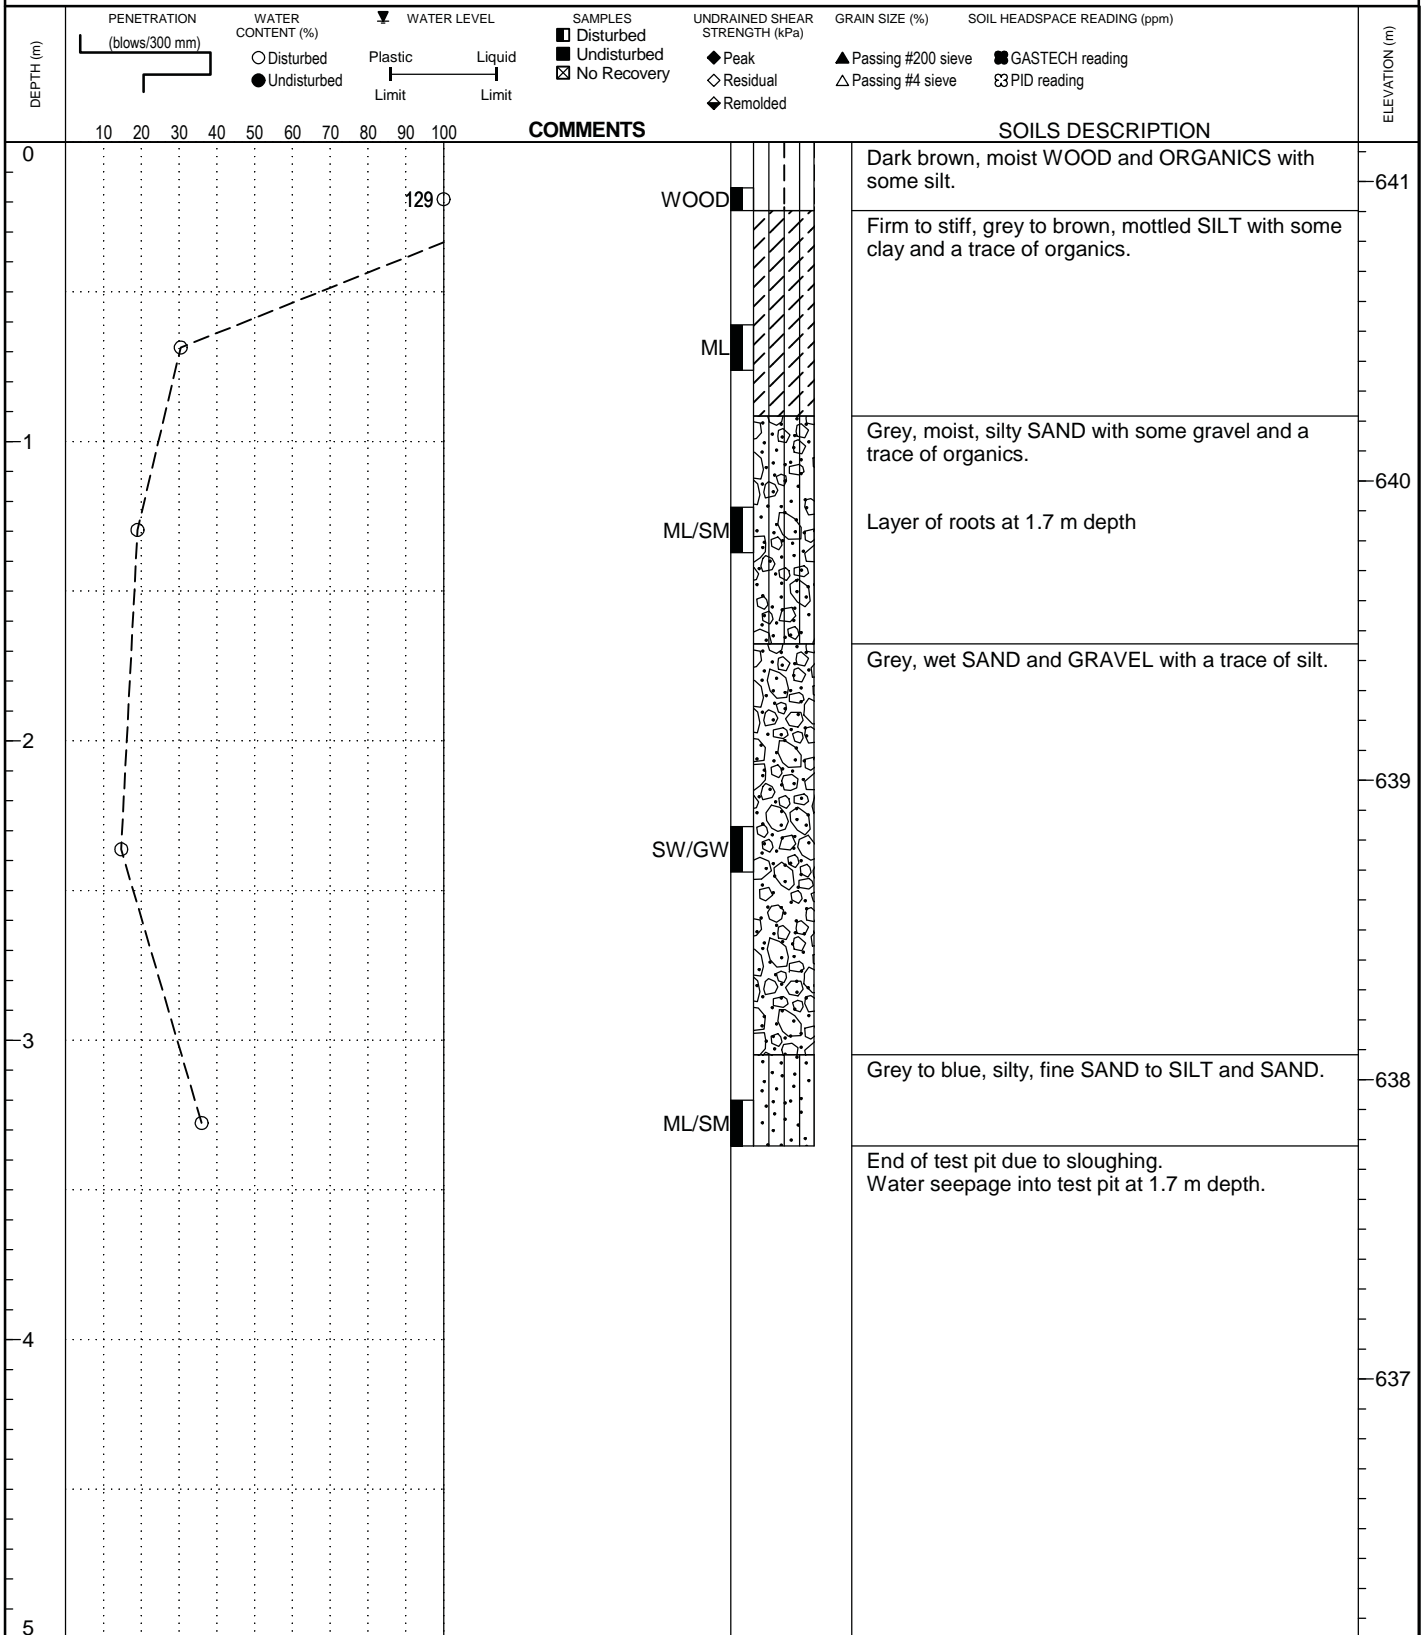 DEPTH (m)
PENETRATION
(blows/300 mm)
WATER
CONTENT (%)
Disturbed
Undisturbed
WATER LEVEL
Plastic Liquid
Limit Limit
SAMPLES
Disturbed
Undisturbed
No Recovery
UNDRAINED SHEAR
STRENGTH (kPa)
Peak
Residual
Remolded
GRAIN SIZE (%)
Passing #200 sieve
Passing #4 sieve
SOIL HEADSPACE READING (ppm)
GASTECH reading
PID reading
ELEVATION (m)
10 20 30 40 50 60 70 80 90 100
COMMENTS
SOILS DESCRIPTION
0
Dark brown, moist WOOD and ORGANICS with
some silt.
641
129
WOOD
Firm to stiff, grey to brown, mottled SILT with some
clay and a trace of organics.
ML
1
Grey, moist, silty SAND with some gravel and a
trace of organics.
640
ML/SM
Layer of roots at 1.7 m depth
Grey, wet SAND and GRAVEL with a trace of silt.
2
639
SW/GW
3
Grey to blue, silty, fine SAND to SILT and SAND.
638
ML/SM
End of test pit due to sloughing.
Water seepage into test pit at 1.7 m depth.
4
637
5